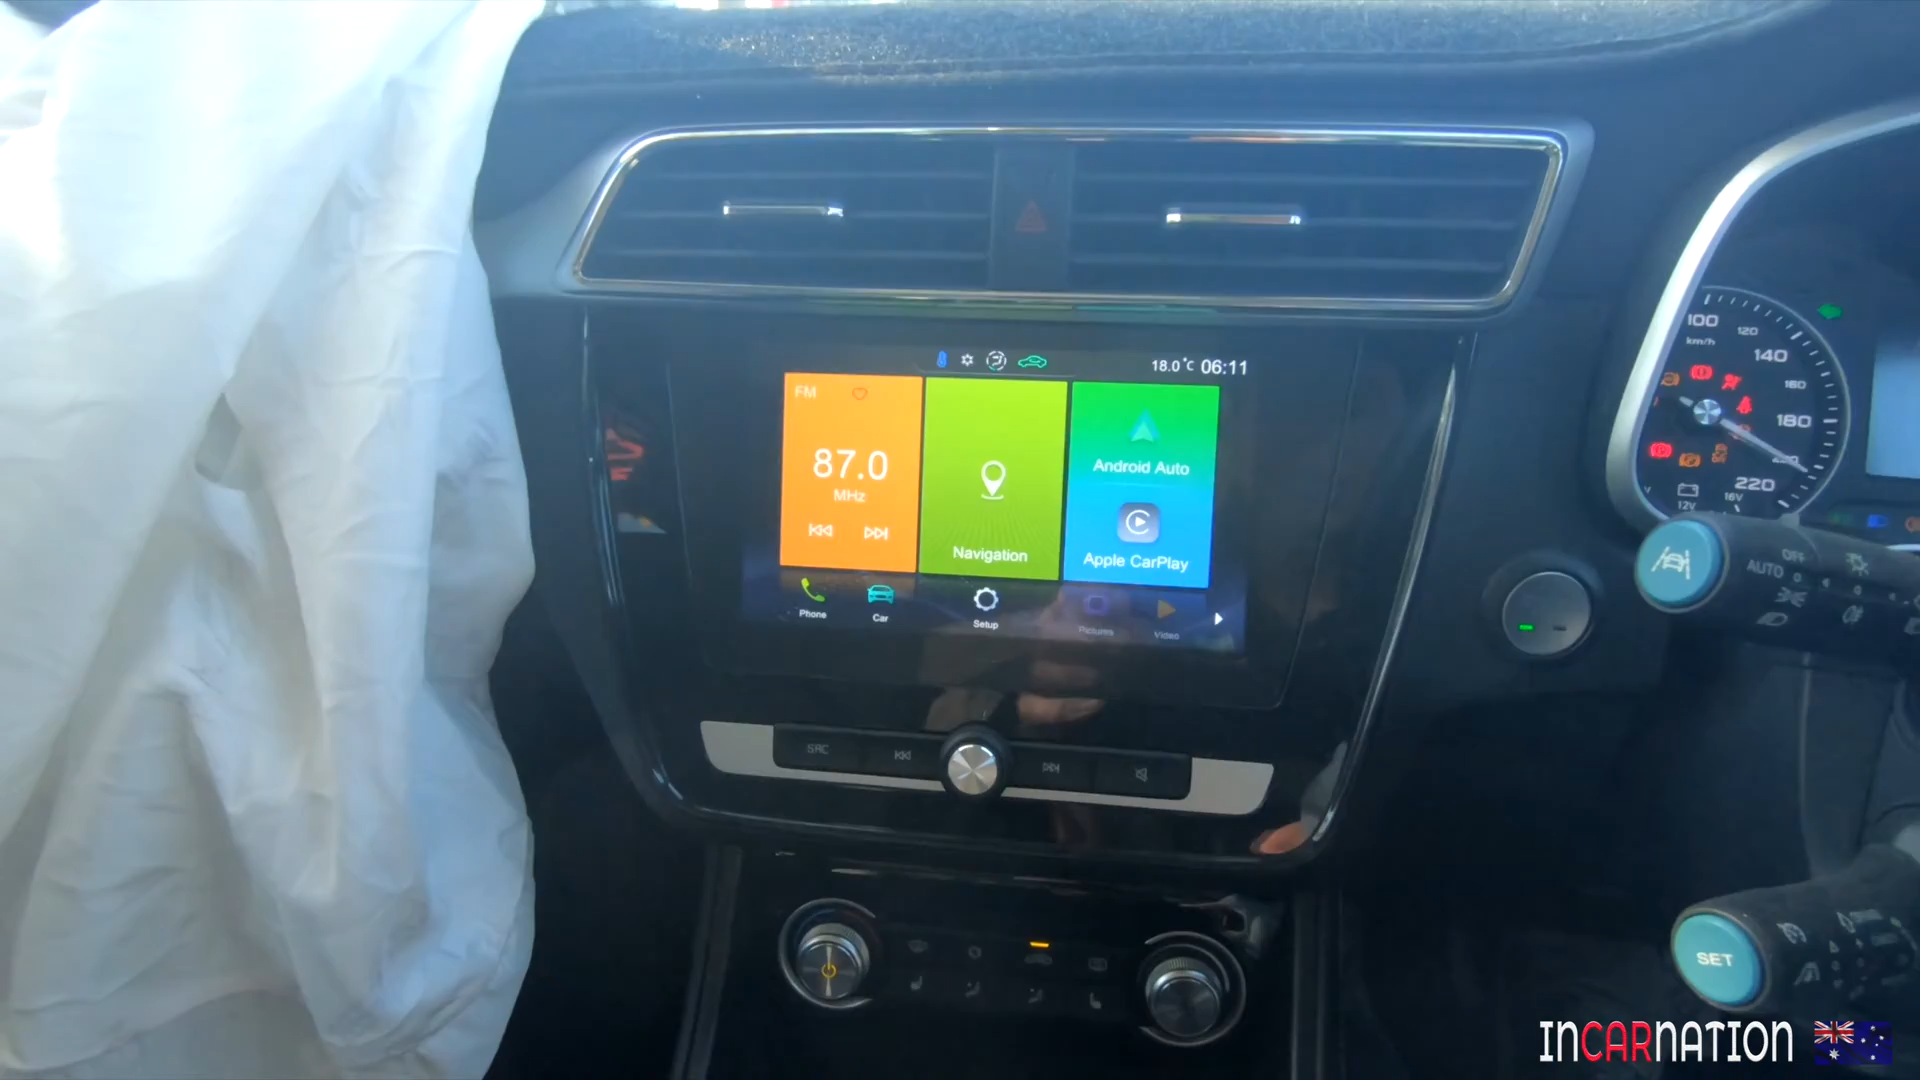 18.0°C 06:11
FM
87.0
MHz
Navigation
Android Auto
Apple CarPlay
Phone
Car
Setup
Pictures
Video
SRC
100
120
140
160
180
220
km/h
12V
16V
OFF
AUTO
SET
INCARNATION